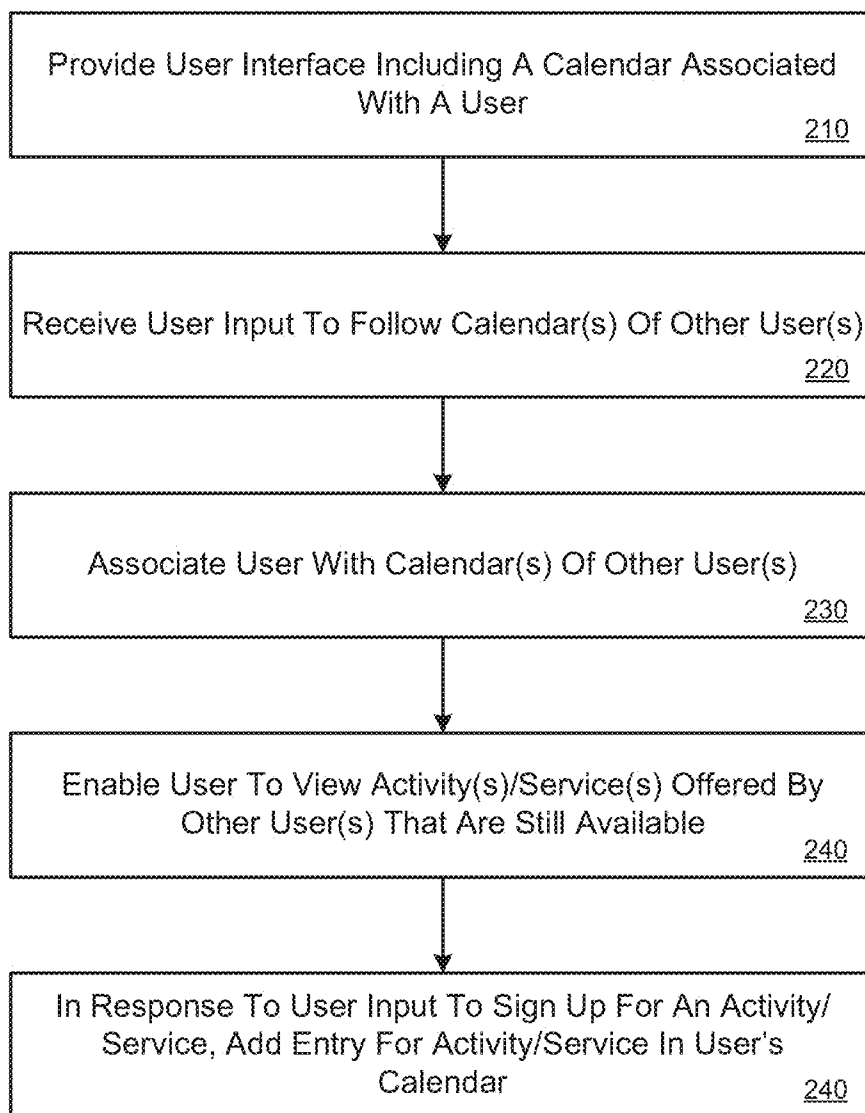 Provide User Interface Including A Calendar Associated
With A User
210
Receive User Input To Follow Calendar(s) Of Other User(s)
220
Associate User With Calendar(s) Of Other User(s)
230
Enable User To View Activity(s)/Service(s) Offered By
Other User(s) That Are Still Available
240
In Response To User Input To Sign Up For An Activity/
Service, Add Entry For Activity/Service In User's
Calendar
240